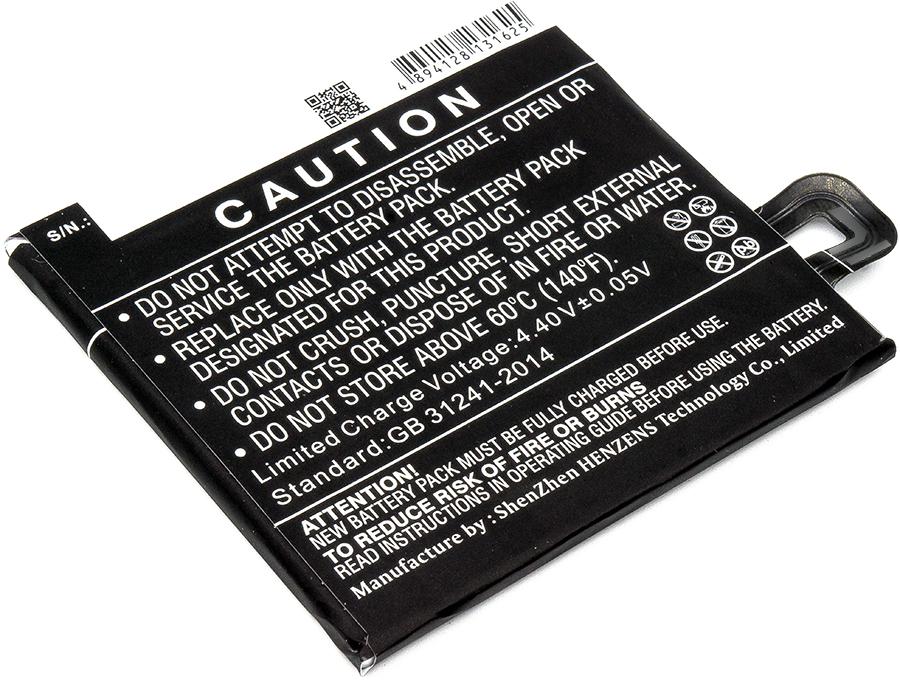 4 894128 131625
CAUTION
S/N.:
• DO NOT ATTEMPT TO DISASSEMBLE, OPEN OR
SERVICE THE BATTERY PACK.
• REPLACE ONLY WITH THE BATTERY PACK
DESIGNATED FOR THIS PRODUCT.
• DO NOT CRUSH, PUNCTURE, SHORT EXTERNAL
CONTACTS OR DISPOSE OF IN FIRE OR WATER.
• DO NOT STORE ABOVE 60°C (140°F).
Limited Charge Voltage:4.40V±0.05V
Standard:GB 31241-2014
ATTENTION!
NEW BATTERY PACK MUST BE FULLY CHARGED BEFORE USE.
TO REDUCE RISK OF FIRE OR BURNS
READ INSTRUCTIONS IN OPERATING GUIDE BEFORE USING THE BATTERY.
Manufacture by : ShenZhen HENZENS Technology Co., Limited